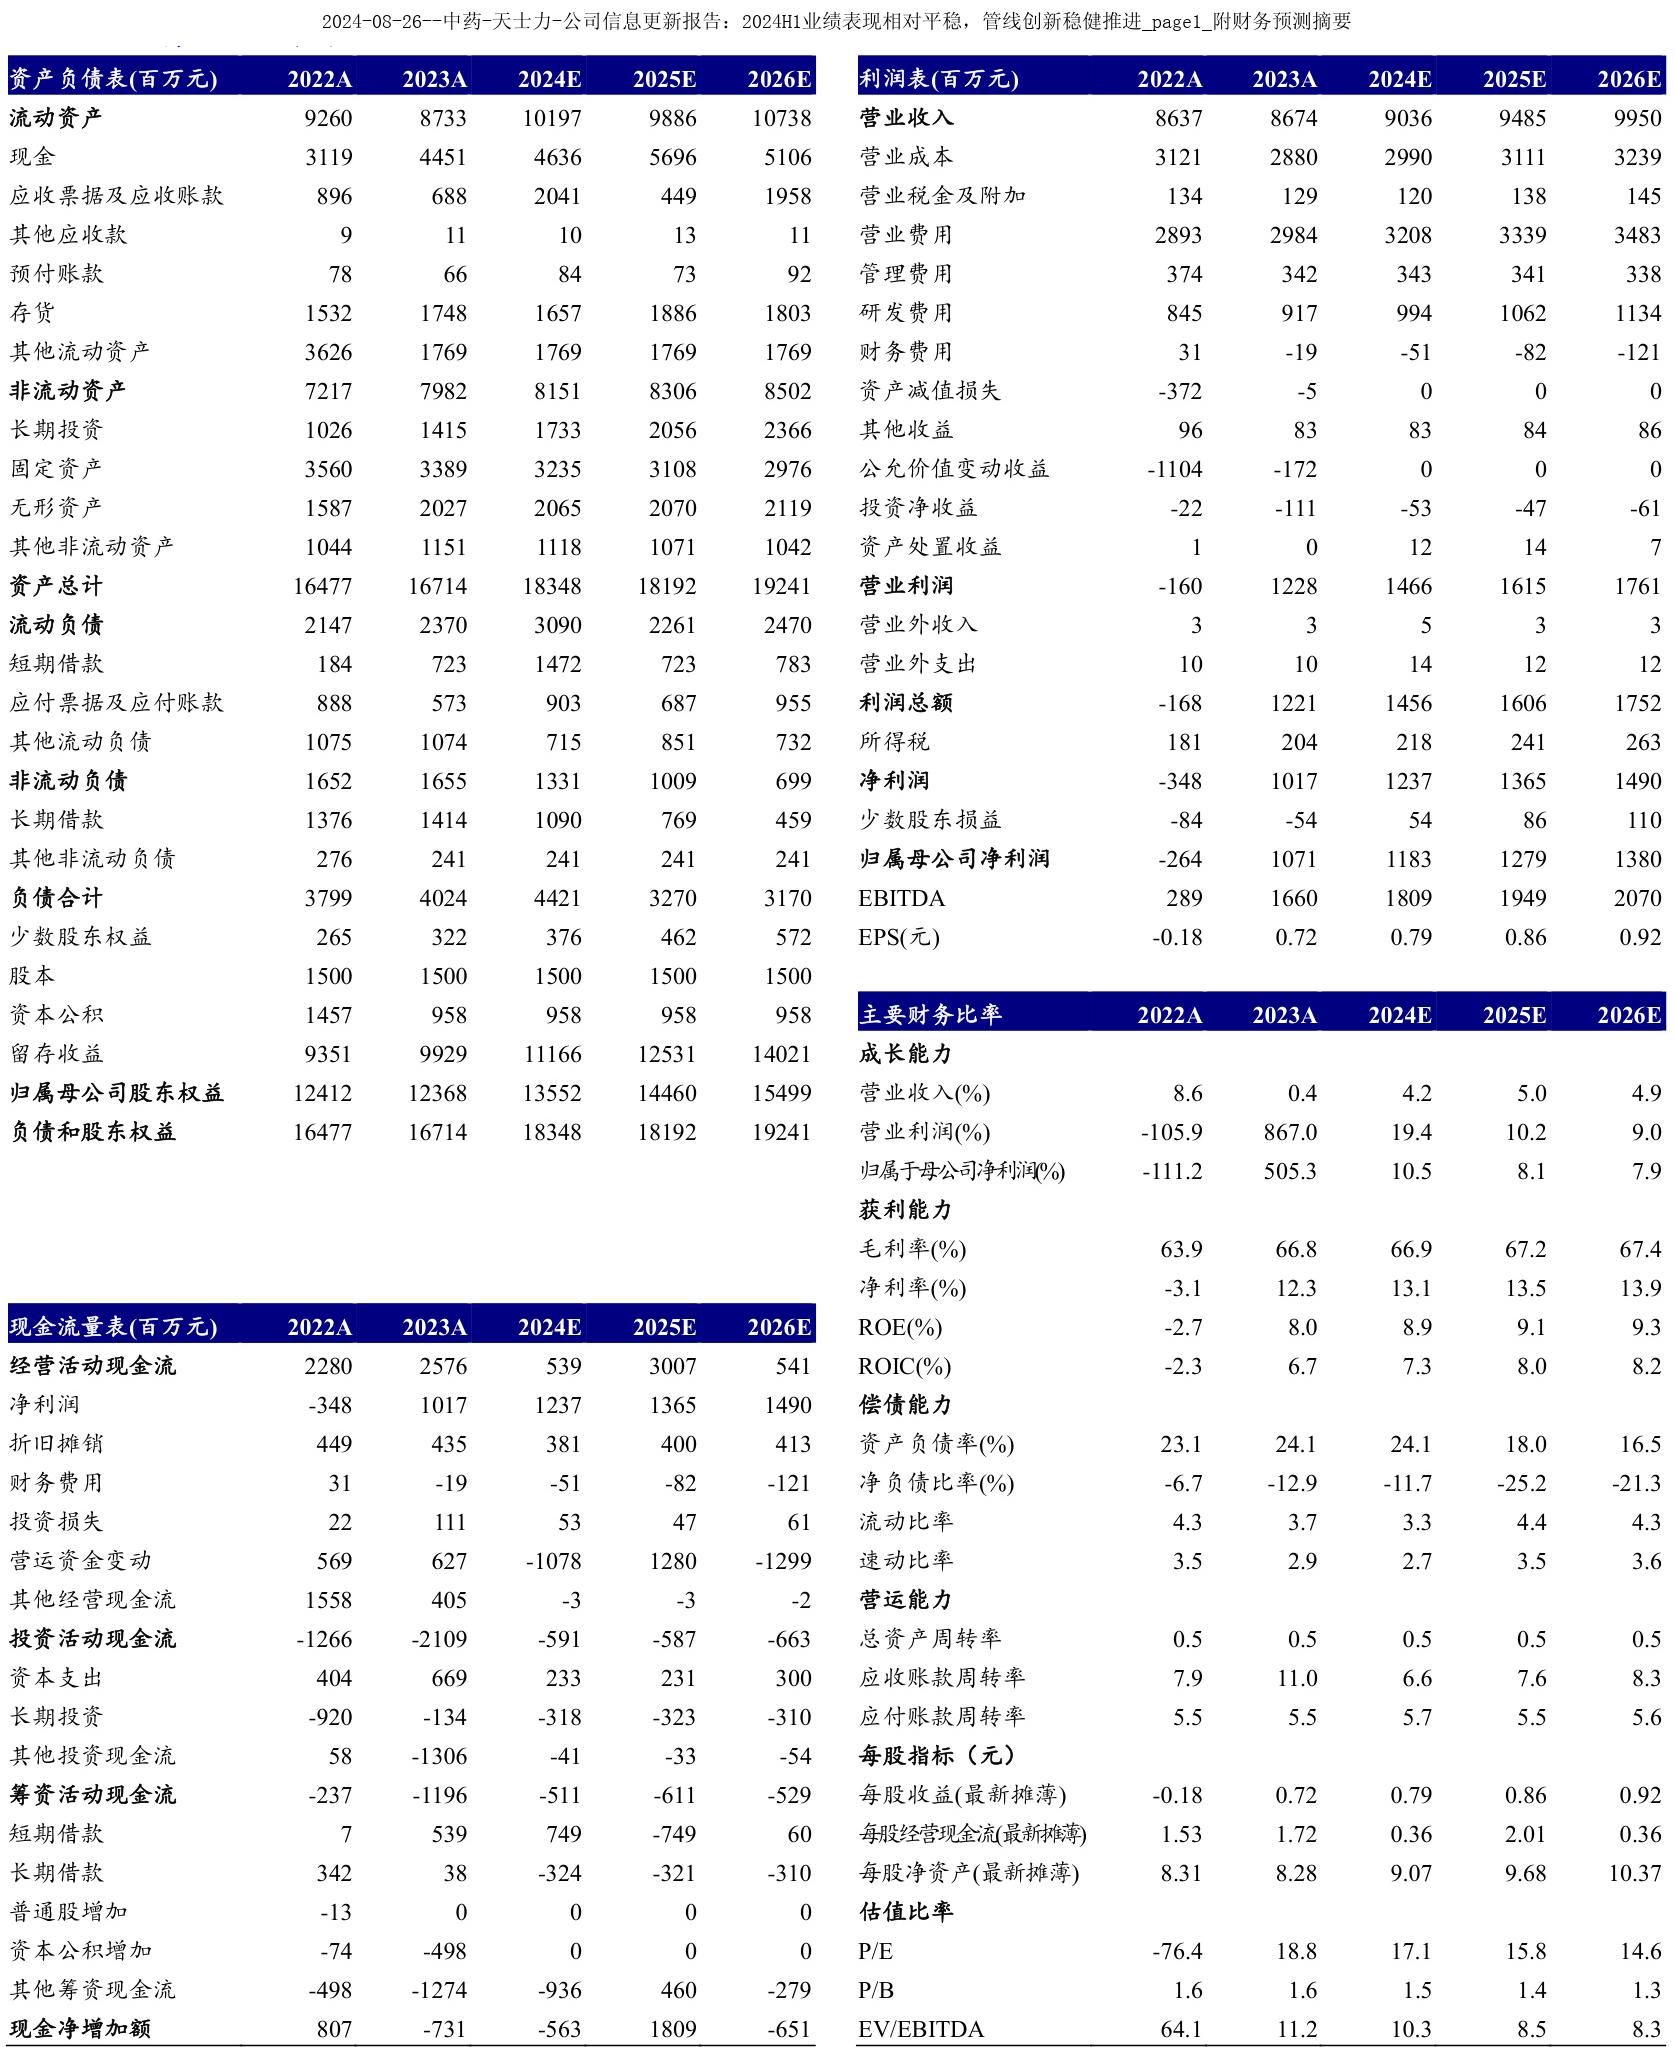 2024-08-26--中药-天士力-公司信息更新报告：2024H1业绩表现相对平稳，管线创新稳健推进_page1_附财务预测摘要
资产负债表(百万元) 2022A 2023A 2024E 2025E 2026E
流动资产 9260 8733 10197 9886 10738
现金 3119 4451 4636 5696 5106
应收票据及应收账款 896 688 2041 449 1958
其他应收款 9 11 10 13 11
预付账款 78 66 84 73 92
存货 1532 1748 1657 1886 1803
其他流动资产 3626 1769 1769 1769 1769
非流动资产 7217 7982 8151 8306 8502
长期投资 1026 1415 1733 2056 2366
固定资产 3560 3389 3235 3108 2976
无形资产 1587 2027 2065 2070 2119
其他非流动资产 1044 1151 1118 1071 1042
资产总计 16477 16714 18348 18192 19241
流动负债 2147 2370 3090 2261 2470
短期借款 184 723 1472 723 783
应付票据及应付账款 888 573 903 687 955
其他流动负债 1075 1074 715 851 732
非流动负债 1652 1655 1331 1009 699
长期借款 1376 1414 1090 769 459
其他非流动负债 276 241 241 241 241
负债合计 3799 4024 4421 3270 3170
少数股东权益 265 322 376 462 572
股本 1500 1500 1500 1500 1500
资本公积 1457 958 958 958 958
留存收益 9351 9929 11166 12531 14021
归属母公司股东权益 12412 12368 13552 14460 15499
负债和股东权益 16477 16714 18348 18192 19241
现金流量表(百万元) 2022A 2023A 2024E 2025E 2026E
经营活动现金流 2280 2576 539 3007 541
净利润 -348 1017 1237 1365 1490
折旧摊销 449 435 381 400 413
财务费用 31 -19 -51 -82 -121
投资损失 22 111 53 47 61
营运资金变动 569 627 -1078 1280 -1299
其他经营现金流 1558 405 -3 -3 -2
投资活动现金流 -1266 -2109 -591 -587 -663
资本支出 404 669 233 231 300
长期投资 -920 -134 -318 -323 -310
其他投资现金流 58 -1306 -41 -33 -54
筹资活动现金流 -237 -1196 -511 -611 -529
短期借款 7 539 749 -749 60
长期借款 342 38 -324 -321 -310
普通股增加 -13 0 0 0 0
资本公积增加 -74 -498 0 0 0
其他筹资现金流 -498 -1274 -936 460 -279
现金净增加额 807 -731 -563 1809 -651
利润表(百万元) 2022A 2023A 2024E 2025E 2026E
营业收入 8637 8674 9036 9485 9950
营业成本 3121 2880 2990 3111 3239
营业税金及附加 134 129 120 138 145
营业费用 2893 2984 3208 3339 3483
管理费用 374 342 343 341 338
研发费用 845 917 994 1062 1134
财务费用 31 -19 -51 -82 -121
资产减值损失 -372 -5 0 0 0
其他收益 96 83 83 84 86
公允价值变动收益 -1104 -172 0 0 0
投资净收益 -22 -111 -53 -47 -61
资产处置收益 1 0 12 14 7
营业利润 -160 1228 1466 1615 1761
营业外收入 3 3 5 3 3
营业外支出 10 10 14 12 12
利润总额 -168 1221 1456 1606 1752
所得税 181 204 218 241 263
净利润 -348 1017 1237 1365 1490
少数股东损益 -84 -54 54 86 110
归属母公司净利润 -264 1071 1183 1279 1380
EBITDA 289 1660 1809 1949 2070
EPS(元) -0.18 0.72 0.79 0.86 0.92
主要财务比率 2022A 2023A 2024E 2025E 2026E
成长能力
营业收入(%) 8.6 0.4 4.2 5.0 4.9
营业利润(%) -105.9 867.0 19.4 10.2 9.0
归属于母公司净利润(%) -111.2 505.3 10.5 8.1 7.9
获利能力
毛利率(%) 63.9 66.8 66.9 67.2 67.4
净利率(%) -3.1 12.3 13.1 13.5 13.9
ROE(%) -2.7 8.0 8.9 9.1 9.3
ROIC(%) -2.3 6.7 7.3 8.0 8.2
偿债能力
资产负债率(%) 23.1 24.1 24.1 18.0 16.5
净负债比率(%) -6.7 -12.9 -11.7 -25.2 -21.3
流动比率 4.3 3.7 3.3 4.4 4.3
速动比率 3.5 2.9 2.7 3.5 3.6
营运能力
总资产周转率 0.5 0.5 0.5 0.5 0.5
应收账款周转率 7.9 11.0 6.6 7.6 8.3
应付账款周转率 5.5 5.5 5.7 5.5 5.6
每股指标（元）
每股收益(最新摊薄) -0.18 0.72 0.79 0.86 0.92
每股经营现金流(最新摊薄) 1.53 1.72 0.36 2.01 0.36
每股净资产(最新摊薄) 8.31 8.28 9.07 9.68 10.37
估值比率
P/E -76.4 18.8 17.1 15.8 14.6
P/B 1.6 1.6 1.5 1.4 1.3
EV/EBITDA 64.1 11.2 10.3 8.5 8.3